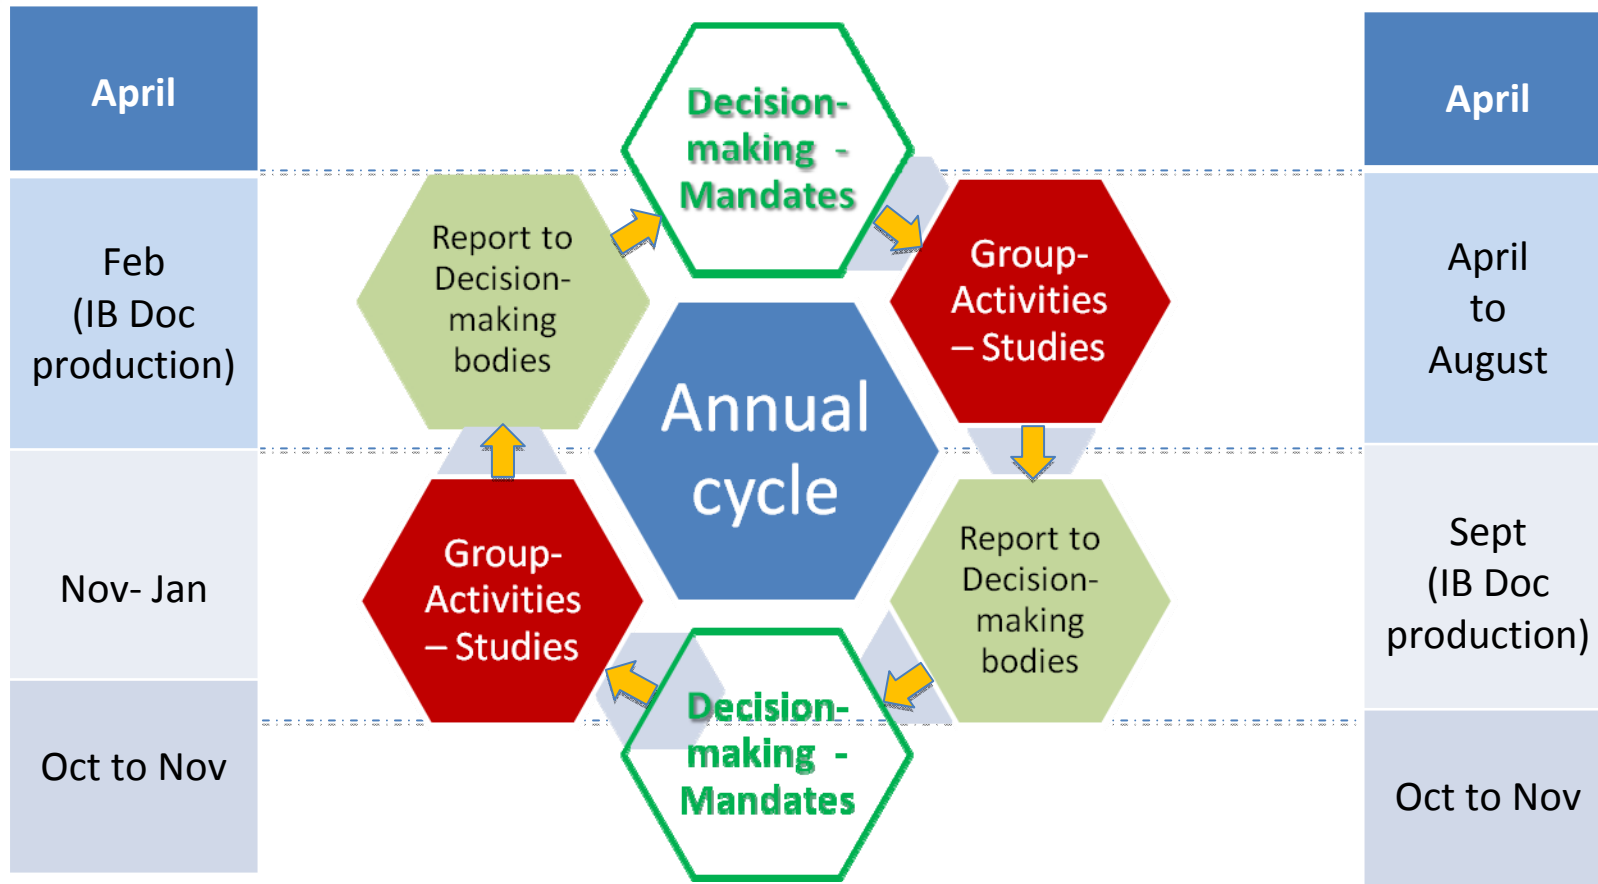 April
Feb
(IB Doc
production)
Nov- Jan
Oct to Nov
Decision-
making -
Mandates
Report to
Decision-
making
bodies
Group-
Activities
– Studies
Annual
cycle
Group-
Activities
– Studies
Report to
Decision-
making
bodies
Decision-
making -
Mandates
April
April
to
August
Sept
(IB Doc
production)
Oct to Nov